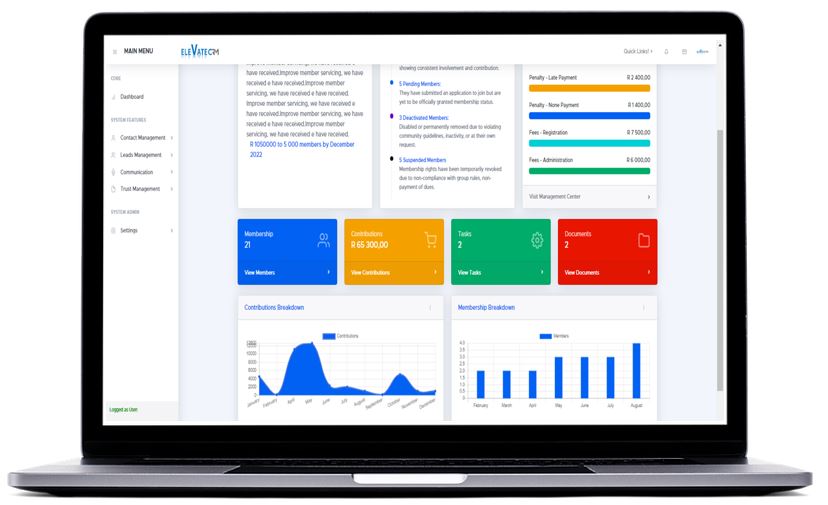 MAIN MENU
ELEVATECRM
Quick Links!
CORE
Dashboard
SYSTEM FEATURES
Contact Management
Leads Management
Communication
Trust Management
SYSTEM ADMIN
Settings
Logged as User
have received.Improve member servicing, we have
received e have received.Improve member
servicing, we have received e have received.
Improve member servicing, we have received e
have received.Improve member servicing, we have
received e have received.Improve member
servicing, we have received e have received.
R 1050000 to 5 000 members by December
2022
showing consistent involvement and contribution.
5 Pending Members:
They have submitted an application to join but are
yet to be officially granted membership status.
3 Deactivated Members:
Disabled or permanently removed due to violating
community guidelines, inactivity, or at their own
request.
5 Suspended Members
Membership rights have been temporarily revoked
due to non-compliance with group rules, non-
payment of dues.
Penalty - Late Payment R 2 400,00
Penalty - None Payment R 1 400,00
Fees - Registration R 7 500,00
Fees - Administration R 6 000,00
Visit Management Center
Membership
21
View Members
Contributions
R 65 300,00
View Contributions
Tasks
2
View Tasks
Documents
2
View Documents
Contributions Breakdown
Contributions
12000
10000
8000
6000
4000
2000
0
January February April May June July August September October November December
Membership Breakdown
Members
4.0
3.5
3.0
2.5
2.0
1.5
1.0
0.5
0
February March April May June July August